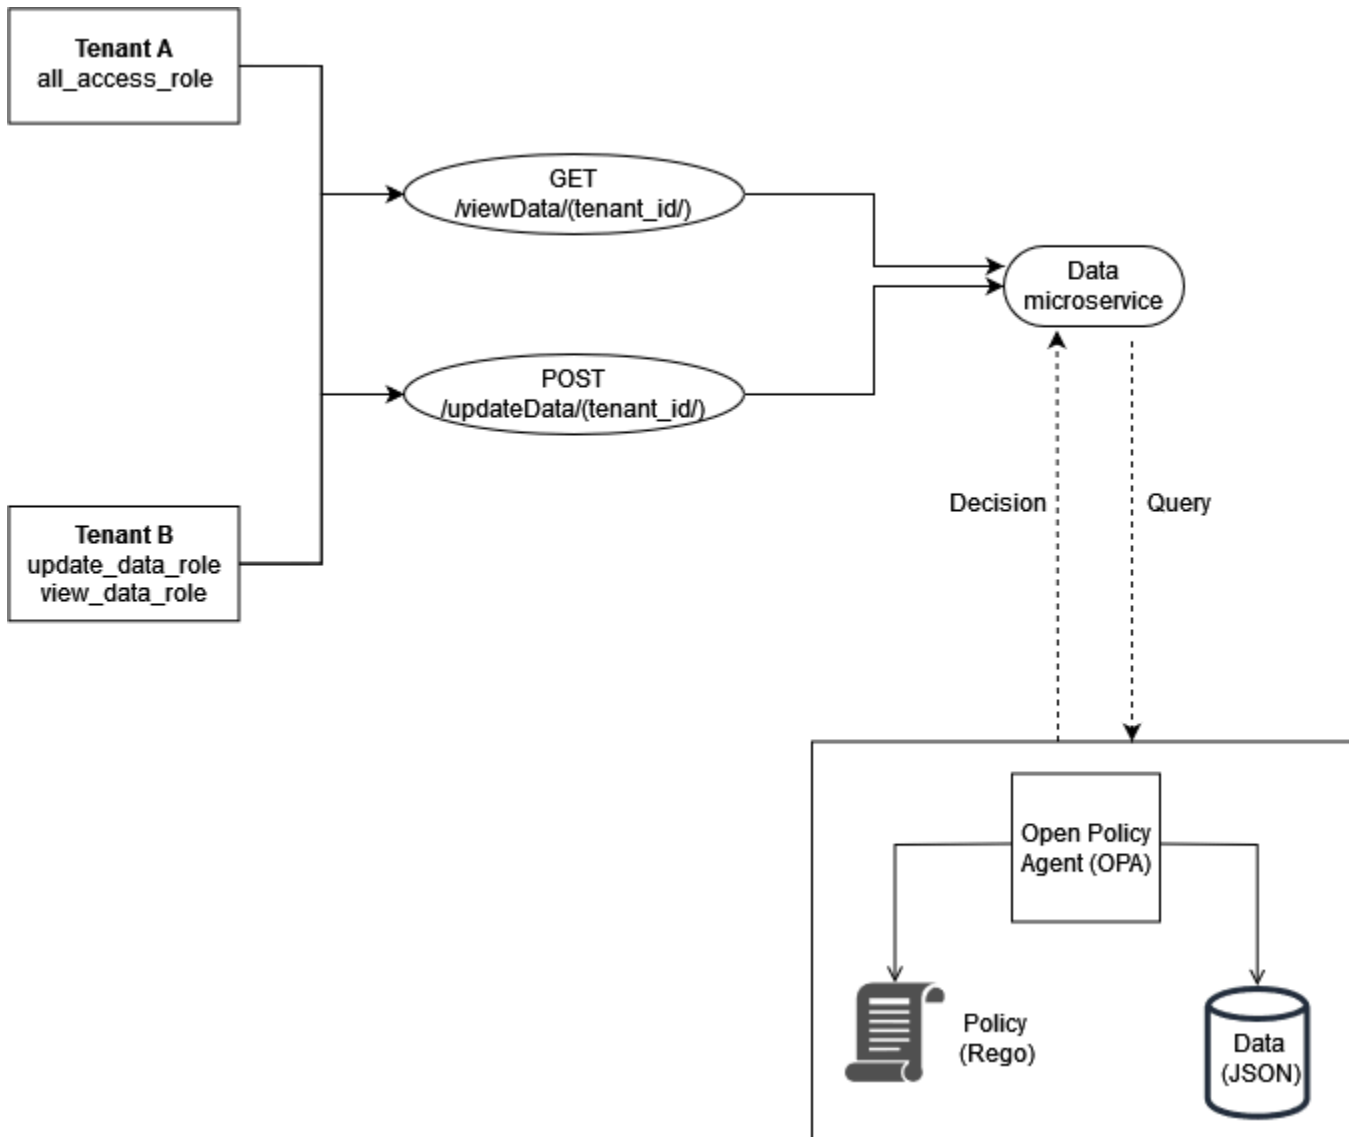 Tenant A
all_access_role
GET
/viewData/(tenant_id/)
Data
microservice
POST
/updateData/(tenant_id/)
Decision
Query
Tenant B
update_data_role
view_data_role
Open Policy
Agent (OPA)
Policy
(Rego)
Data
(JSON)